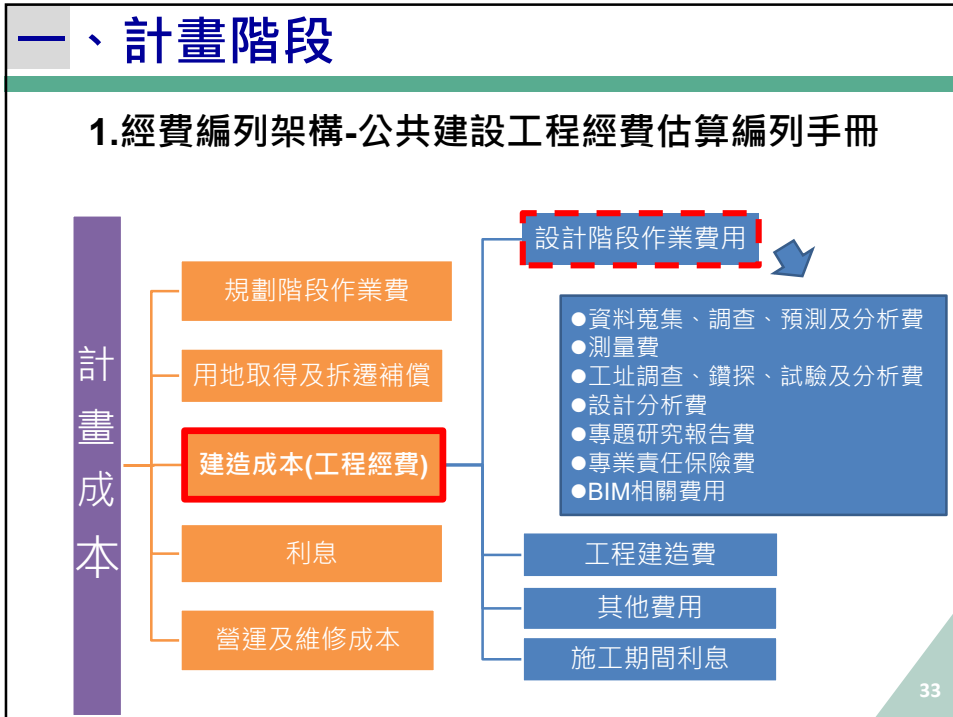 一、計畫階段
1.經費編列架構-公共建設工程經費估算編列手冊
計畫成本
規劃階段作業費
用地取得及拆遷補償
建造成本(工程經費)
利息
營運及維修成本
設計階段作業費用
●資料蒐集、調查、預測及分析費
●測量費
●工址調查、鑽探、試驗及分析費
●設計分析費
●專題研究報告費
●專業責任保險費
●BIM相關費用
工程建造費
其他費用
施工期間利息
33